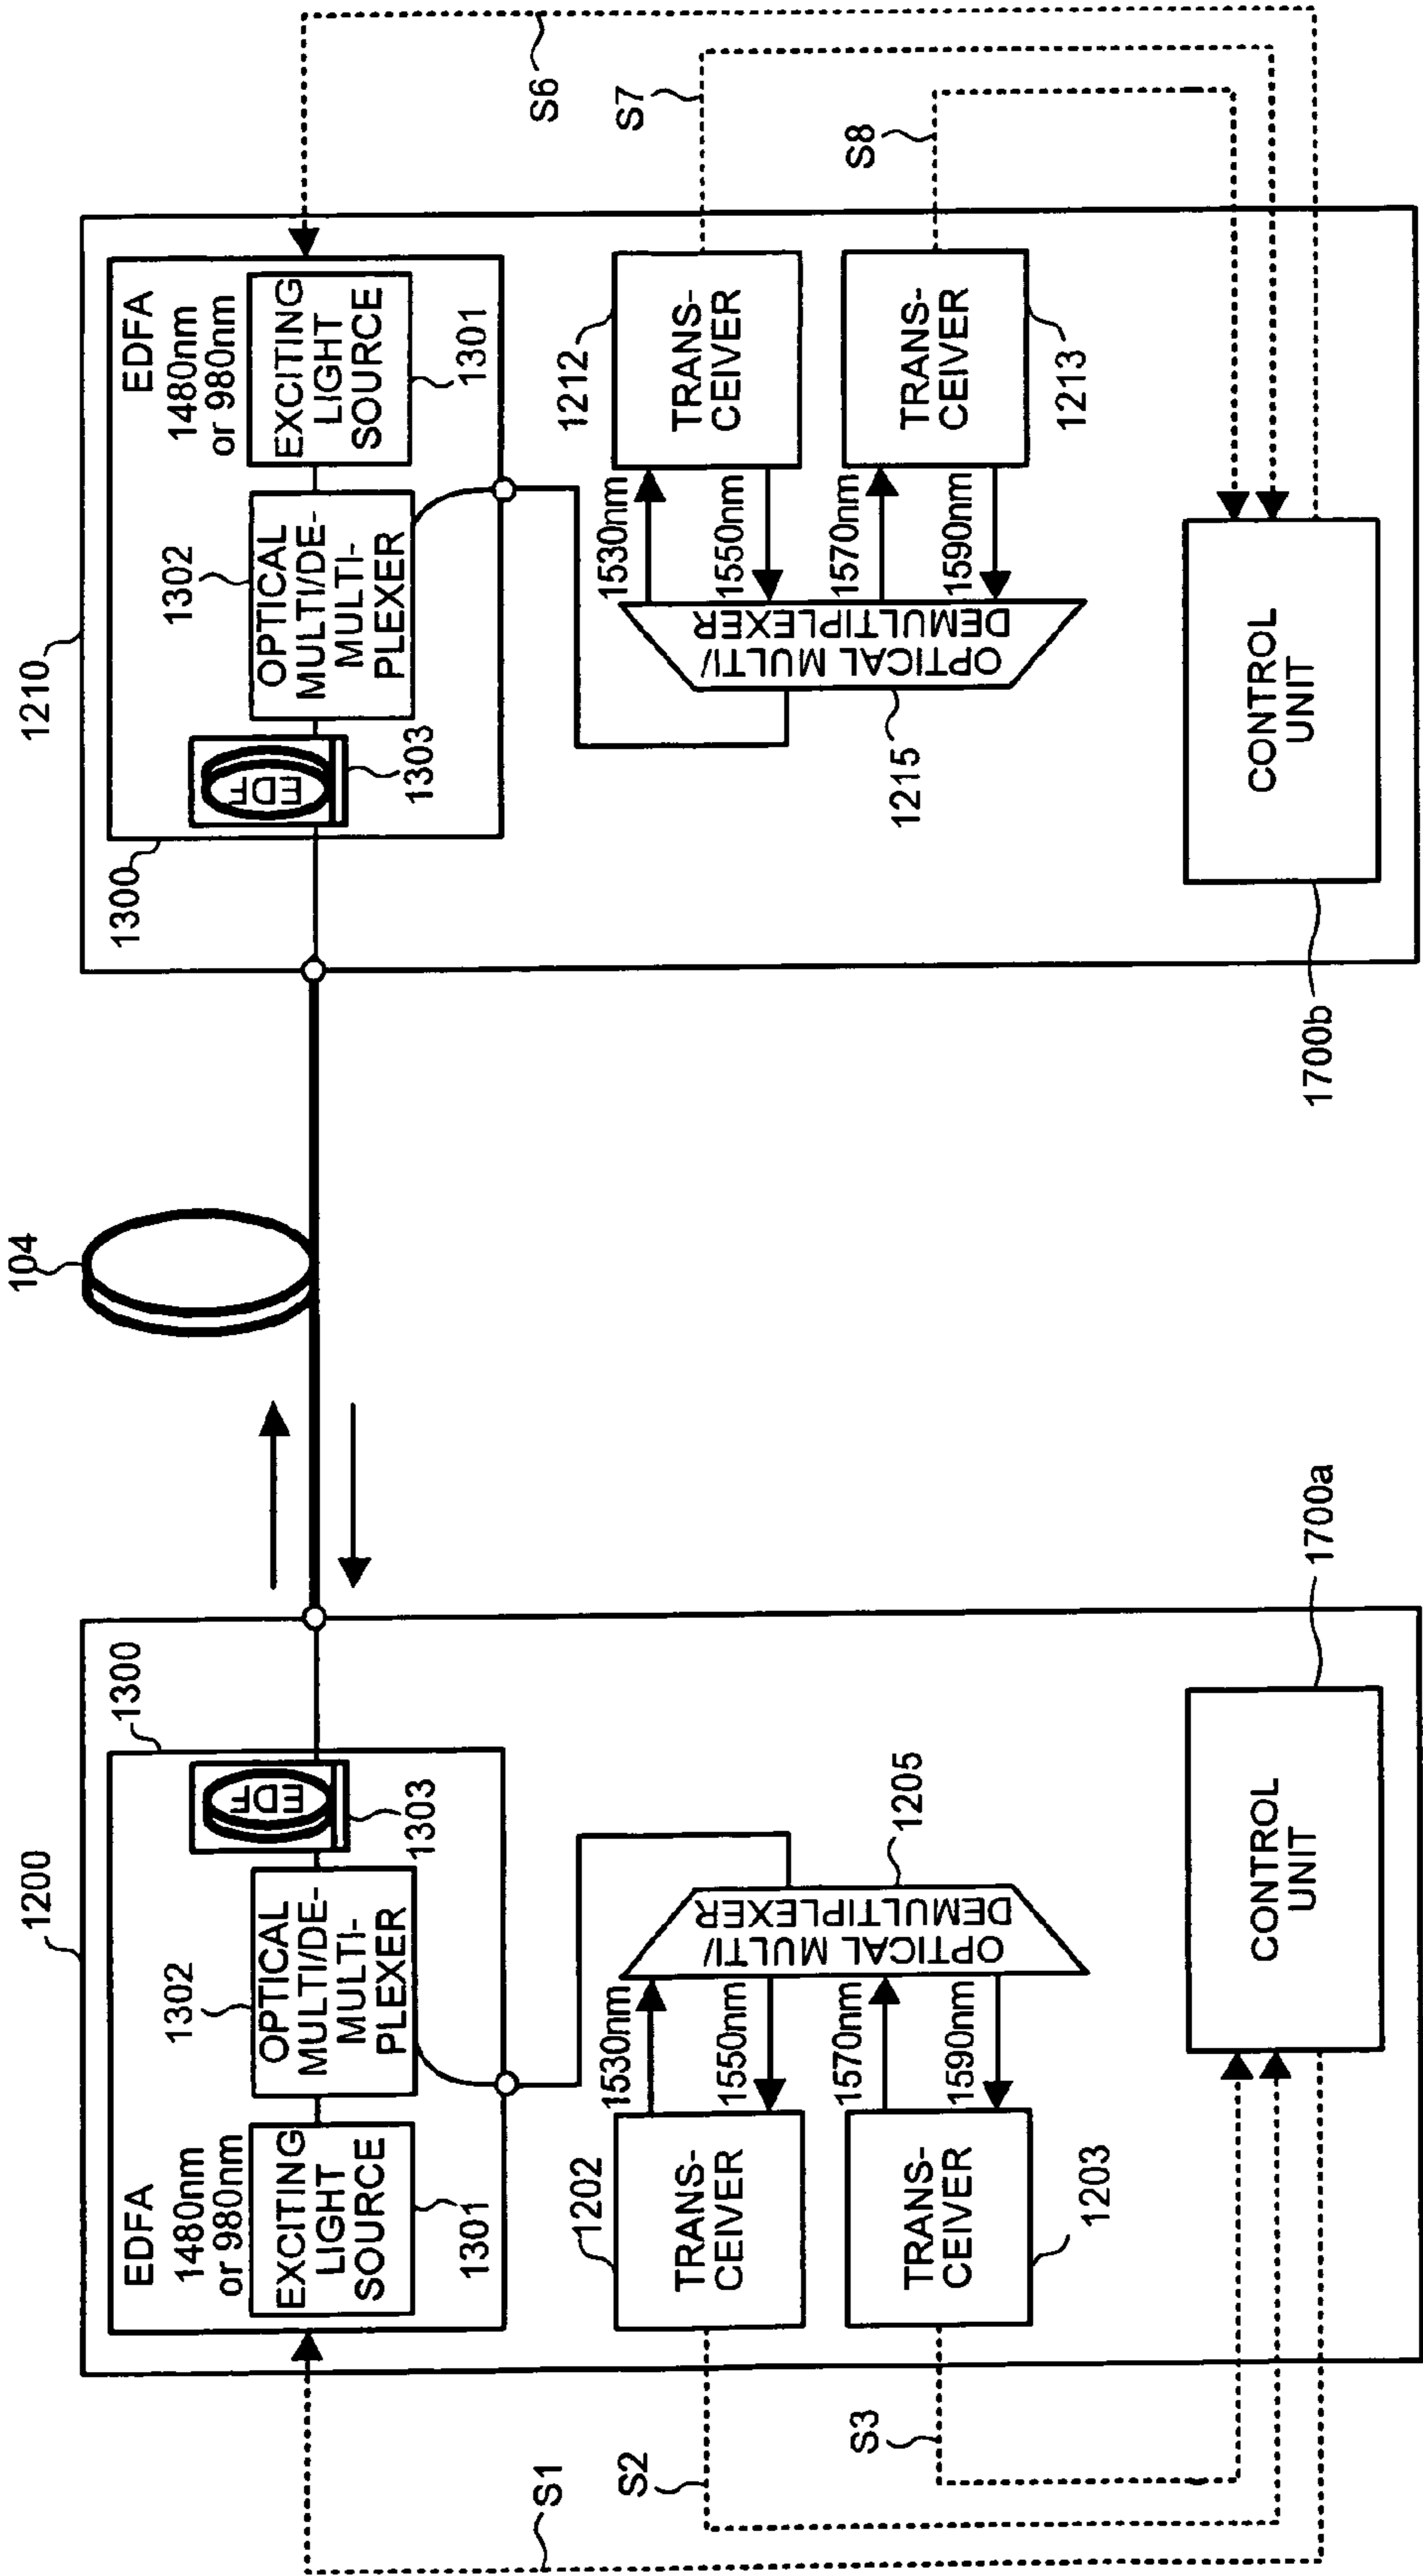 1200
1300
EDFA
1480nm
or 980nm
EXCITING
LIGHT
SOURCE
1301
1302
OPTICAL
MULTI/DE-
MULTI-
PLEXER
EDF
1303
1202
TRANS-
CEIVER
1530nm
1550nm
1203
TRANS-
CEIVER
1570nm
1590nm
OPTICAL MULTI/
DEMULTIPLEXER
1205
CONTROL
UNIT
1700a
S1
S2
S3
104
1210
1300
EDF
1303
1302
OPTICAL
MULTI/DE-
MULTI-
PLEXER
EDFA
1480nm
or 980nm
EXCITING
LIGHT
SOURCE
1301
1215
OPTICAL MULTI/
DEMULTIPLEXER
1530nm
1550nm
1212
TRANS-
CEIVER
1570nm
1590nm
1213
TRANS-
CEIVER
CONTROL
UNIT
1700b
S6
S7
S8